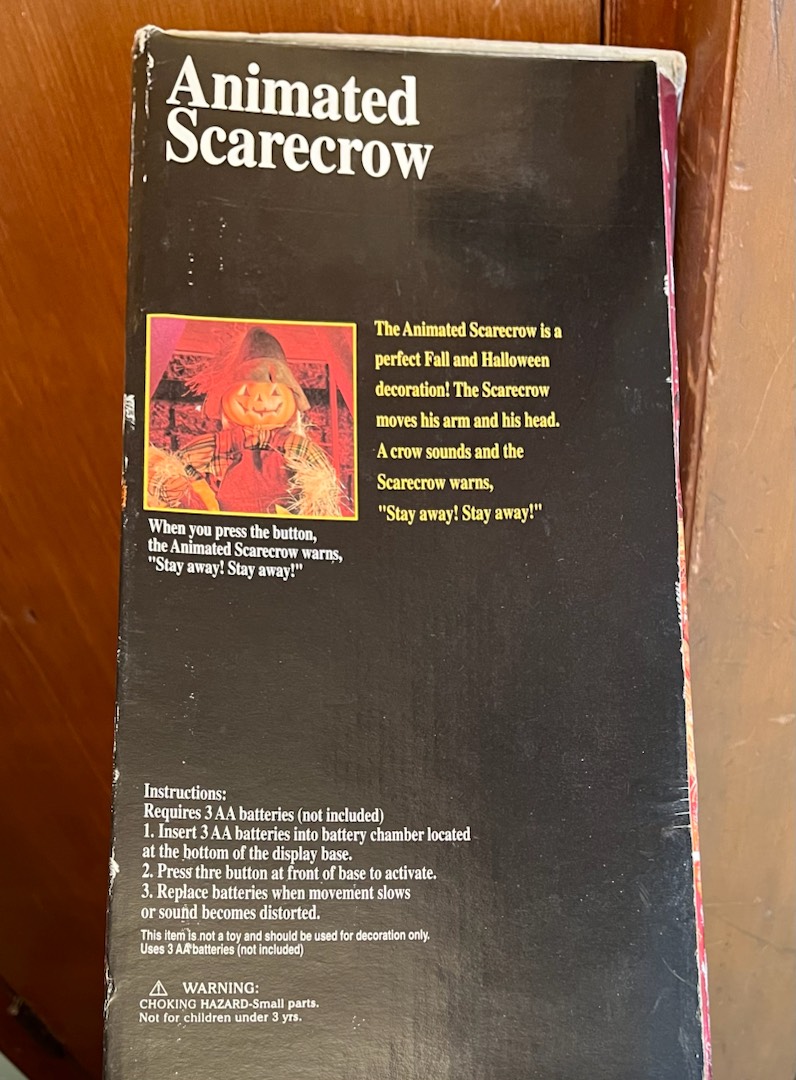 Animated
Scarecrow
The Animated Scarecrow is a
perfect Fall and Halloween
decoration! The Scarecrow
moves his arm and his head.
A crow sounds and the
Scarecrow warns,
"Stay away! Stay away!"
When you press the button,
the Animated Scarecrow warns,
"Stay away! Stay away!"
Instructions:
Requires 3 AA batteries (not included)
1. Insert 3 AA batteries into battery chamber located
at the bottom of the display base.
2. Press thre button at front of base to activate.
3. Replace batteries when movement slows
or sound becomes distorted.
This item is not a toy and should be used for decoration only.
Uses 3 AA batteries (not included)
⚠ WARNING:
CHOKING HAZARD-Small parts.
Not for children under 3 yrs.